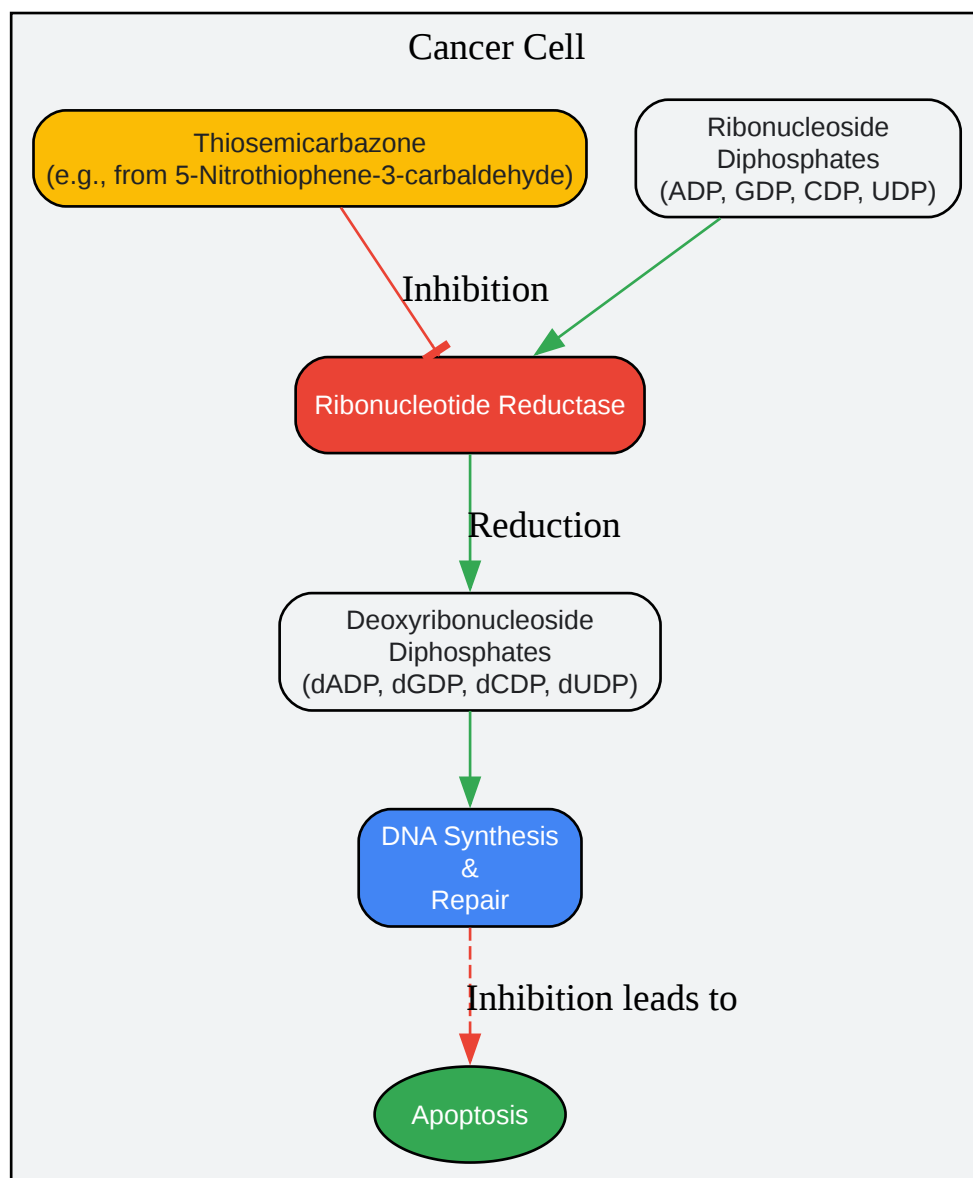 Cancer Cell
Thiosemicarbazone
(e.g., from 5-Nitrothiophene-3-carbaldehyde)
Ribonucleoside
Diphosphates
(ADP, GDP, CDP, UDP)
Inhibition
Ribonucleotide Reductase
Reduction
Deoxyribonucleoside
Diphosphates
(dADP, dGDP, dCDP, dUDP)
DNA Synthesis
&
Repair
Inhibition leads to
Apoptosis